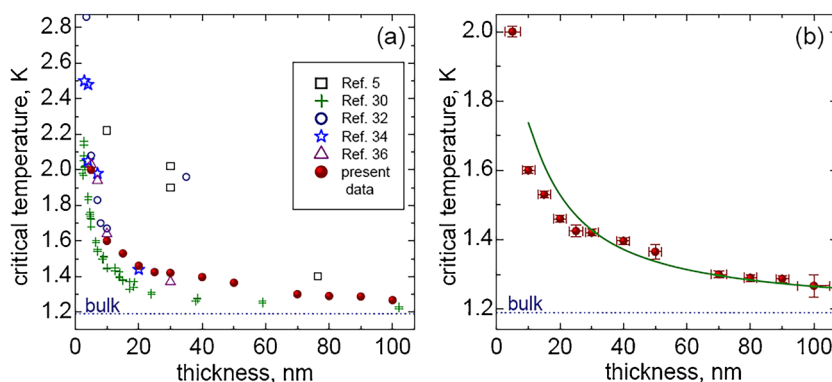 (a)
critical temperature, K
2.8
2.6
2.4
2.2
2.0
1.8
1.6
1.4
1.2
Ref. 5
Ref. 30
Ref. 32
Ref. 34
Ref. 36
present
data
bulk
0 20 40 60 80 100
thickness, nm
(b)
critical temperature, K
2.0
1.8
1.6
1.4
1.2
bulk
0 20 40 60 80 100
thickness, nm